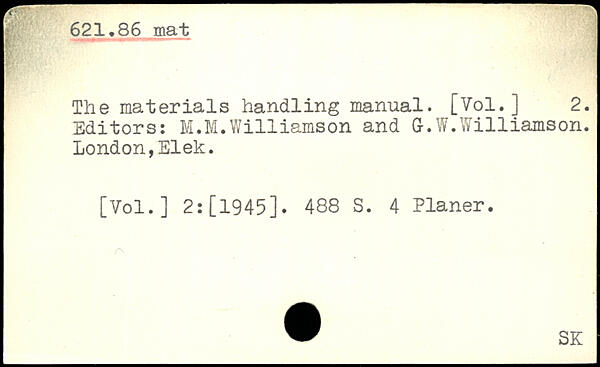 621.86 mat
The materials handling manual. [Vol.] 2.
Editors: M.M.Williamson and G.W.Williamson.
London,Elek.
[Vol.] 2:[1945]. 488 S. 4 Planer.
SK